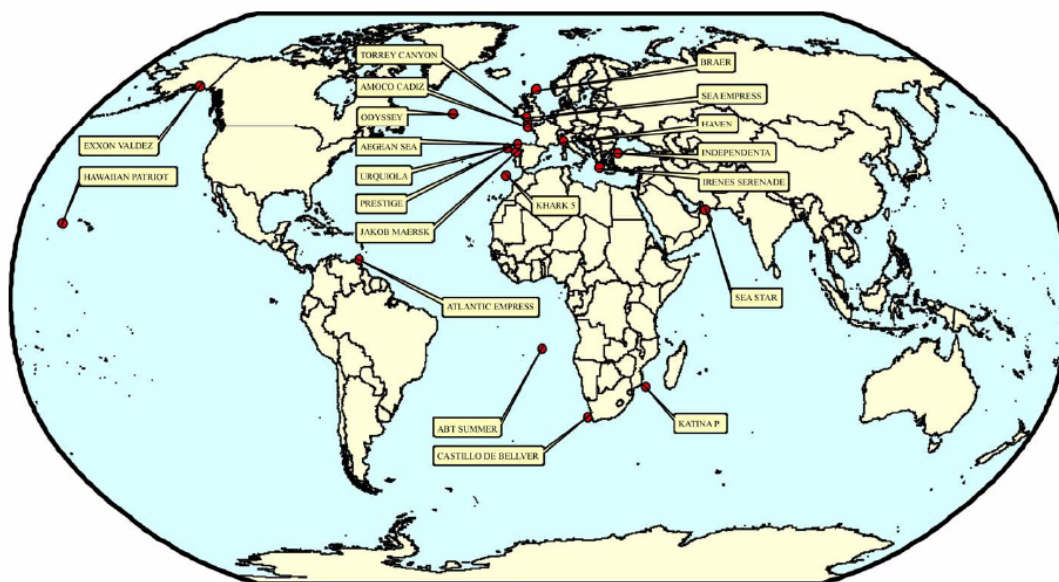 TORREY CANYON
BRAER
AMOCO CADIZ
SEA EMPRESS
ODYSSEY
HAVEN
EXXON VALDEZ
AEGEAN SEA
INDEPENDENTA
HAWAIIAN PATRIOT
URQUIOLA
IRENES SERENADE
PRESTIGE
KHARK 5
JAKOB MAERSK
SEA STAR
ATLANTIC EMPRESS
ABT SUMMER
KATINA P
CASTILLO DE BELLVER